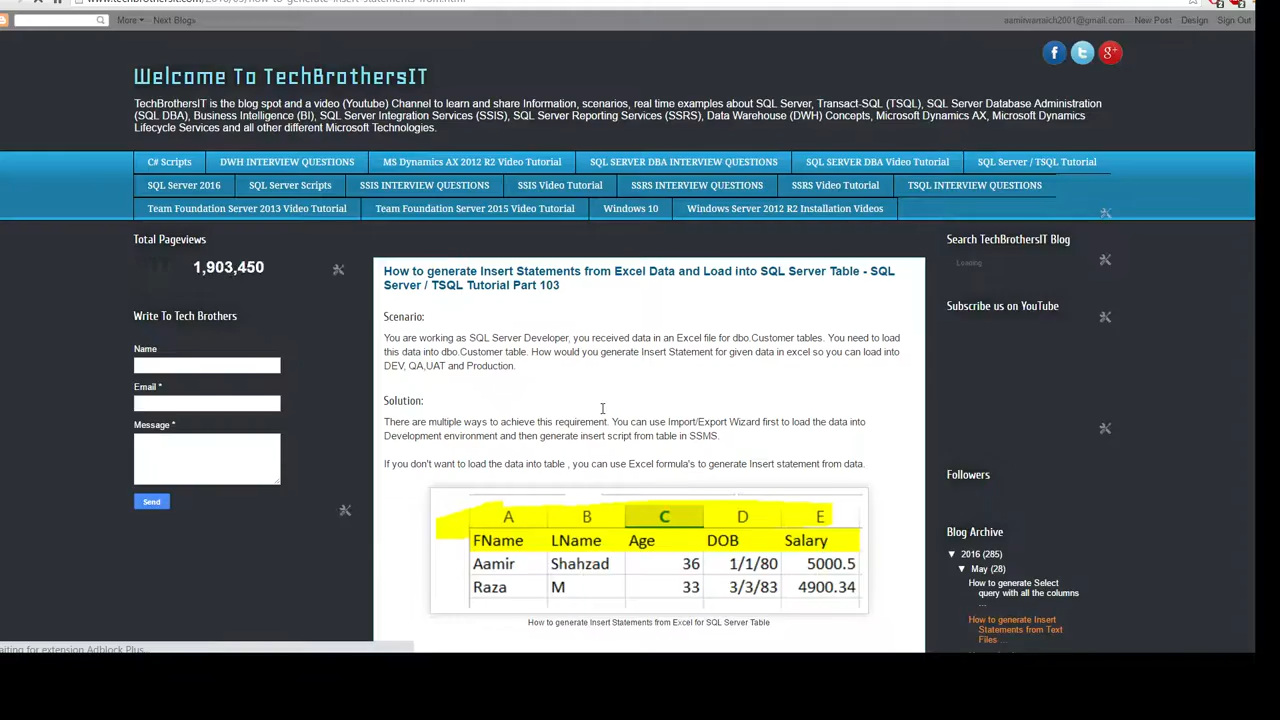 More
Next Blog»
aamirwarraich2001@gmail.com
New Post
Design
Sign Out
Welcome To TechBrothersIT
TechBrothersIT is the blog spot and a video (Youtube) Channel to learn and share Information, scenarios, real time examples about SQL Server, Transact-SQL (TSQL), SQL Server Database Administration
(SQL DBA), Business Intelligence (BI), SQL Server Integration Services (SSIS), SQL Server Reporting Services (SSRS), Data Warehouse (DWH) Concepts, Microsoft Dynamics AX, Microsoft Dynamics
Lifecycle Services and all other different Microsoft Technologies.
C# Scripts
DWH INTERVIEW QUESTIONS
MS Dynamics AX 2012 R2 Video Tutorial
SQL SERVER DBA INTERVIEW QUESTIONS
SQL SERVER DBA Video Tutorial
SQL Server / TSQL Tutorial
SQL Server 2016
SQL Server Scripts
SSIS INTERVIEW QUESTIONS
SSIS Video Tutorial
SSRS INTERVIEW QUESTIONS
SSRS Video Tutorial
TSQL INTERVIEW QUESTIONS
Team Foundation Server 2013 Video Tutorial
Team Foundation Server 2015 Video Tutorial
Windows 10
Windows Server 2012 R2 Installation Videos
Total Pageviews
1,903,450
Write To Tech Brothers
Name
Email *
Message *
Send
How to generate Insert Statements from Excel Data and Load into SQL Server Table - SQL
Server / TSQL Tutorial Part 103
Scenario:
You are working as SQL Server Developer, you received data in an Excel file for dbo.Customer tables. You need to load
this data into dbo.Customer table. How would you generate Insert Statement for given data in excel so you can load into
DEV, QA,UAT and Production.
Solution:
There are multiple ways to achieve this requirement. You can use Import/Export Wizard first to load the data into
Development environment and then generate insert script from table in SSMS.
If you don't want to load the data into table , you can use Excel formula's to generate Insert statement from data.
A B C D E
FName LName Age DOB Salary
Aamir Shahzad 36 1/1/80 5000.5
Raza M 33 3/3/83 4900.34
How to generate Insert Statements from Excel for SQL Server Table
Search TechBrothersIT Blog
Loading
Subscribe us on YouTube
Followers
Blog Archive
▼ 2016 (285)
▼ May (28)
How to generate Select
query with all the columns
...
How to generate Insert
Statements from Text
Files ...